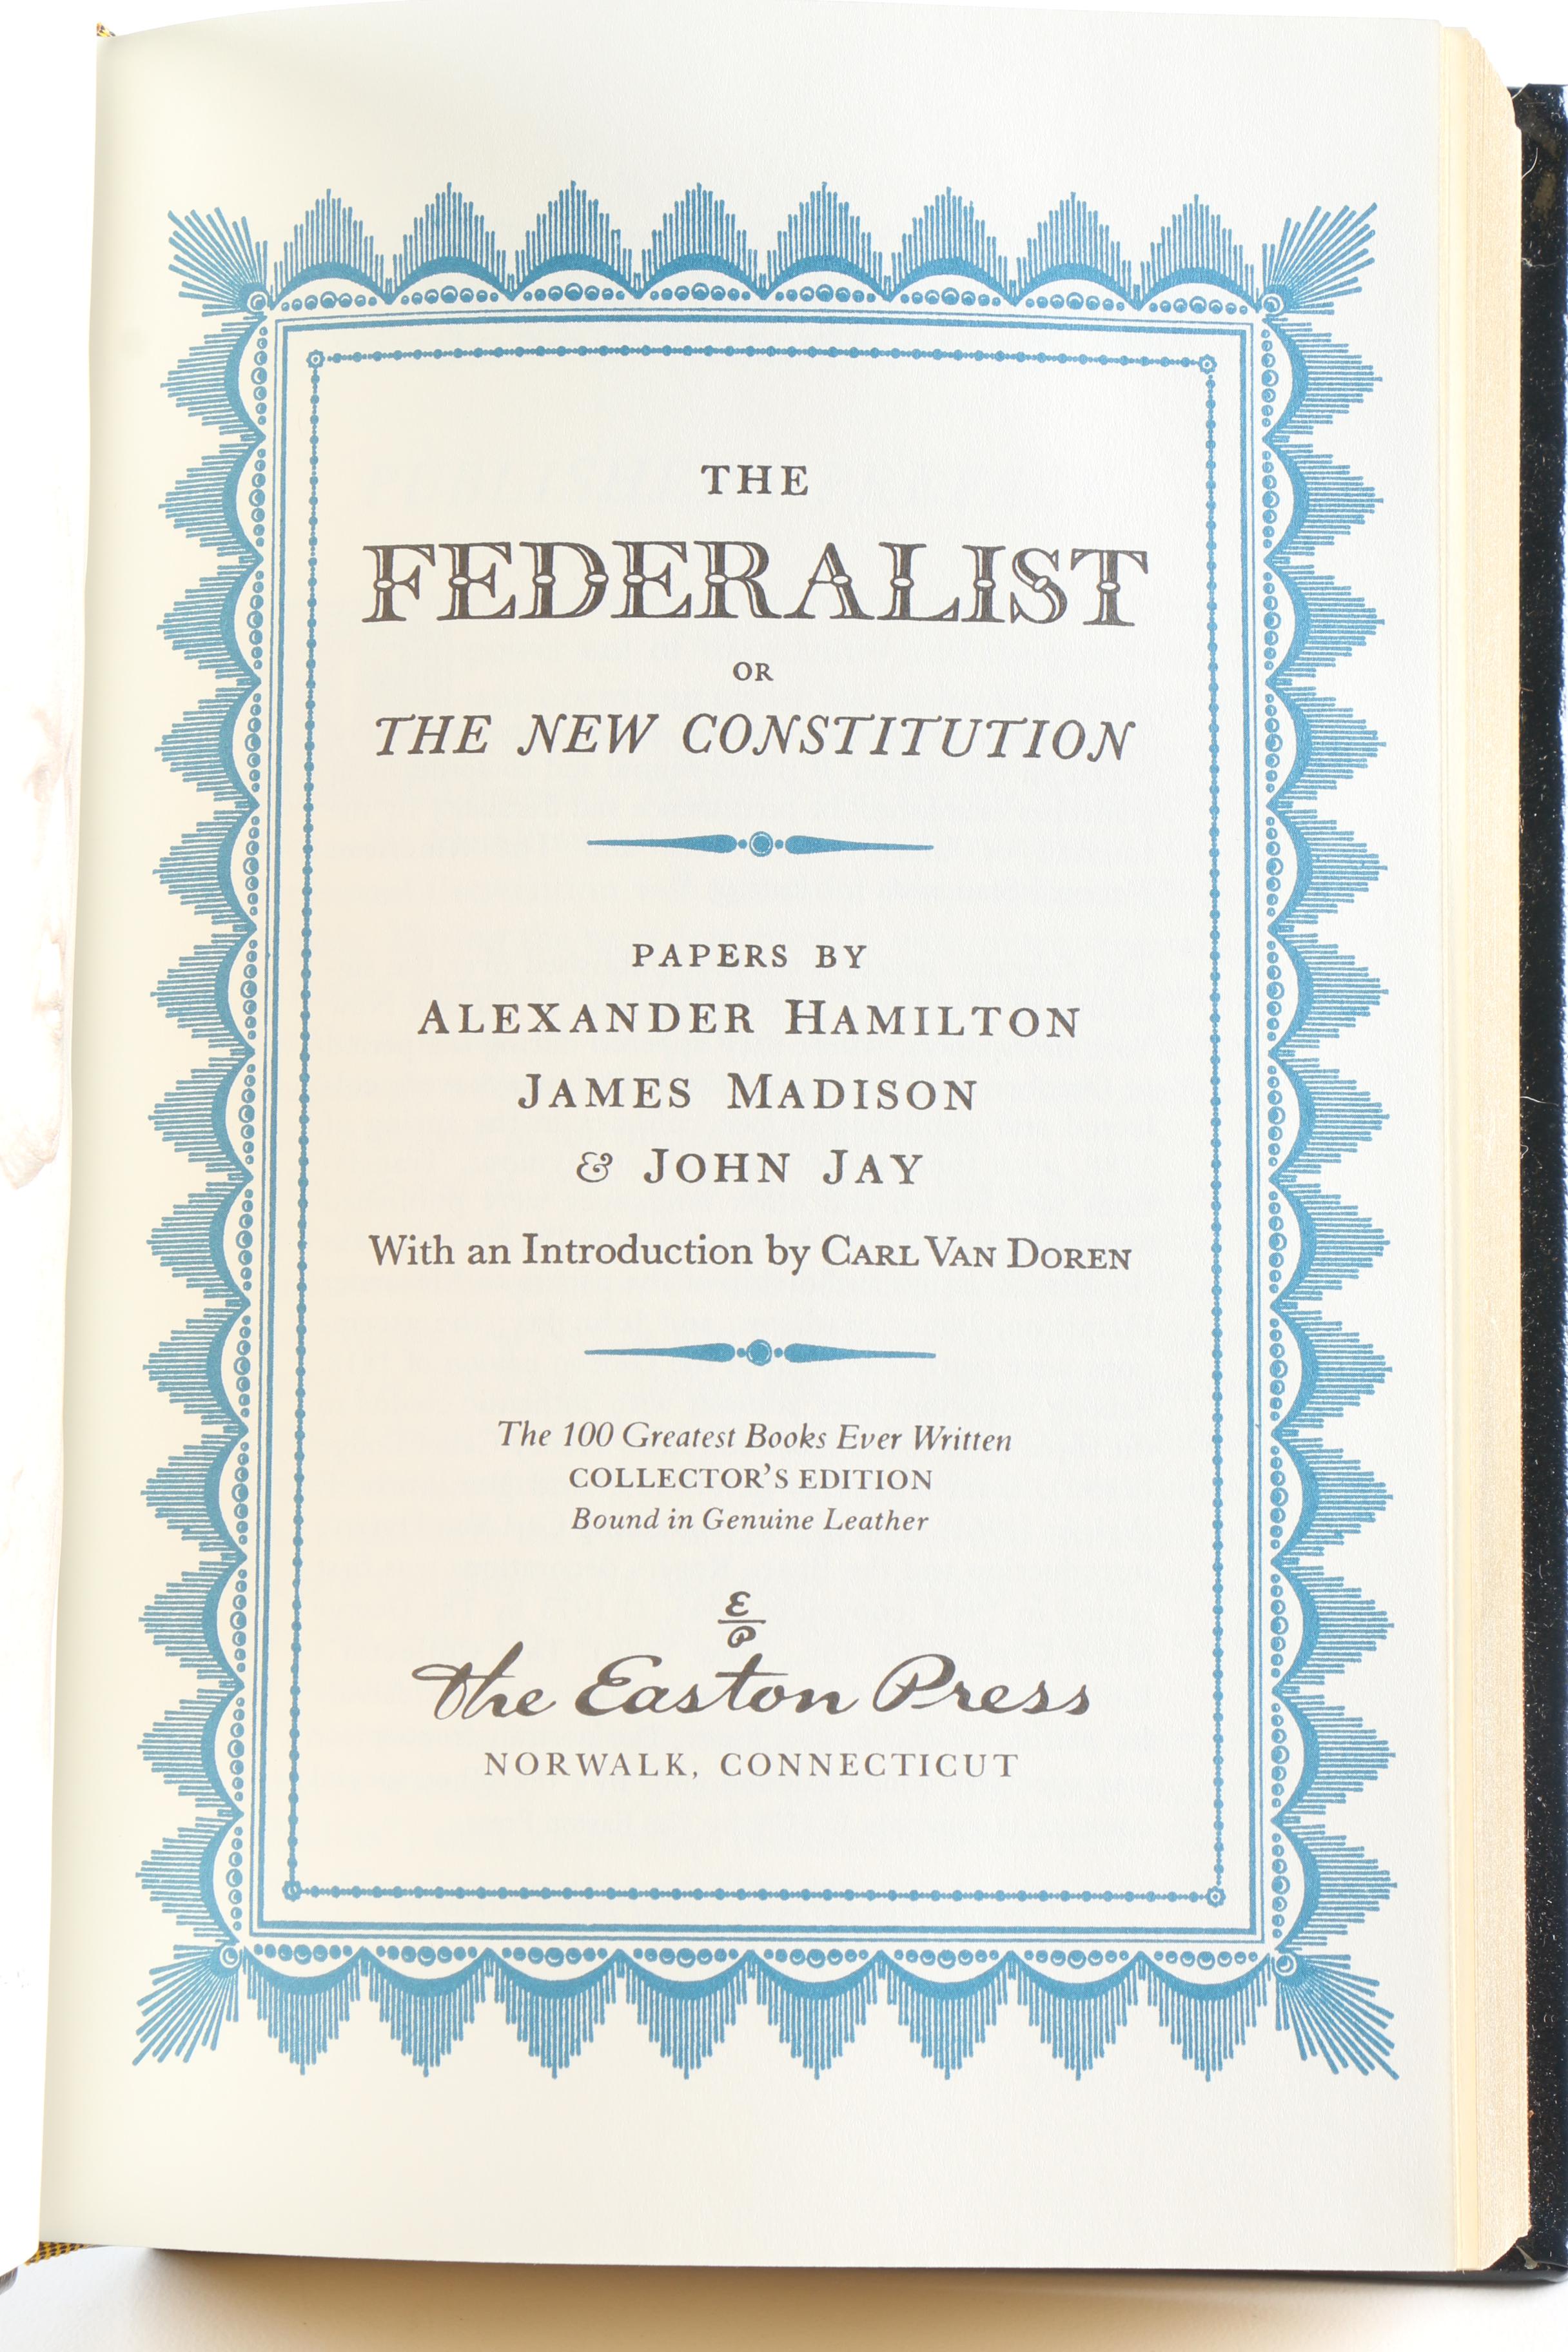 THE
FEDERALIST
OR
THE NEW CONSTITUTION
PAPERS BY
ALEXANDER HAMILTON
JAMES MADISON
& JOHN JAY
With an Introduction by CARL VAN DOREN
The 100 Greatest Books Ever Written
COLLECTOR'S EDITION
Bound in Genuine Leather
E
P
The Easton Press
NORWALK, CONNECTICUT